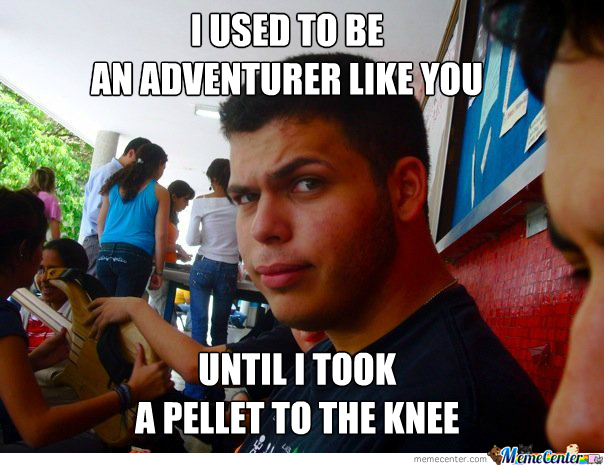 I USED TO BE
AN ADVENTURER LIKE YOU
UNTIL I TOOK
A PELLET TO THE KNEE
memecenter.com MemeCenter